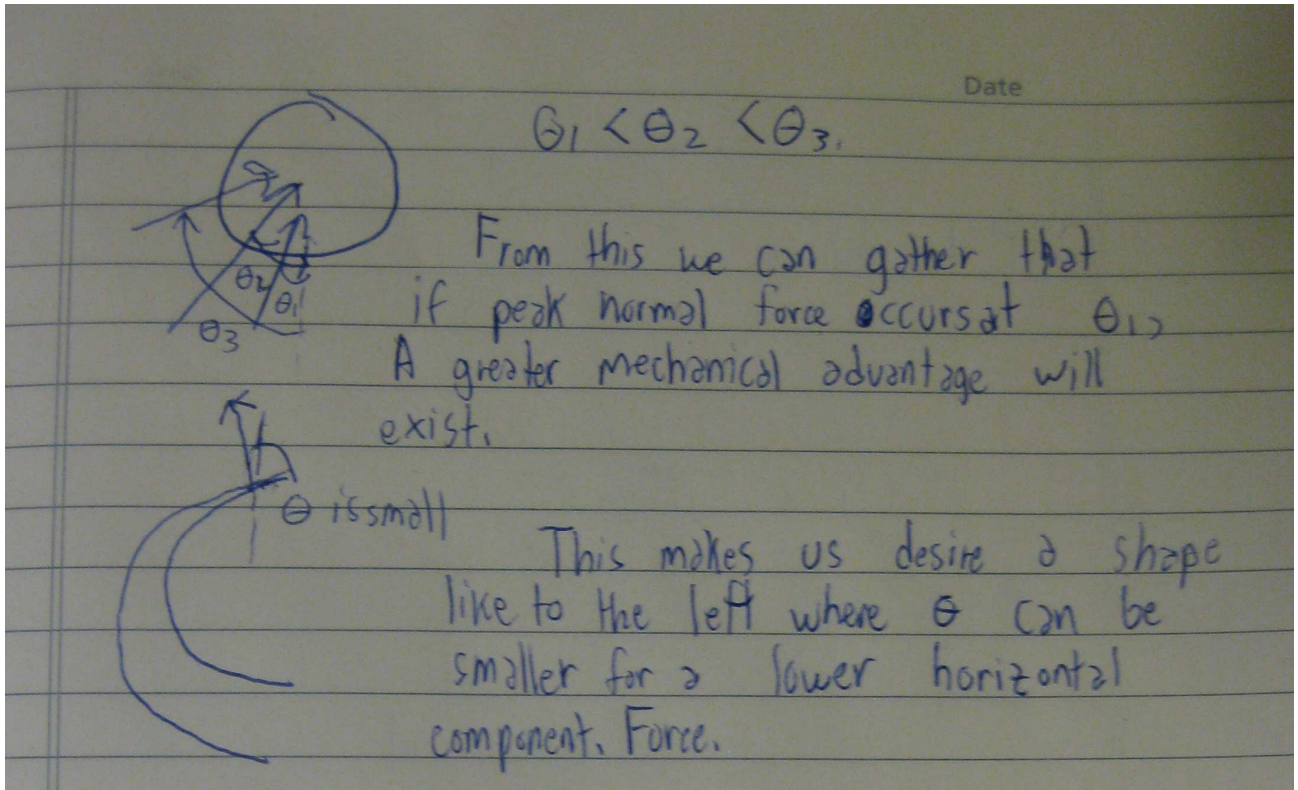 Date
θ1 < θ2 < θ3.
From this we can gather that
θ2
θ1
if peak normal force occurs at θ1,
θ3
A greater mechanical advantage will
exist.
θ is small
This makes us desire a shape
like to the left where θ can be
smaller for a lower horizontal
component. Force.